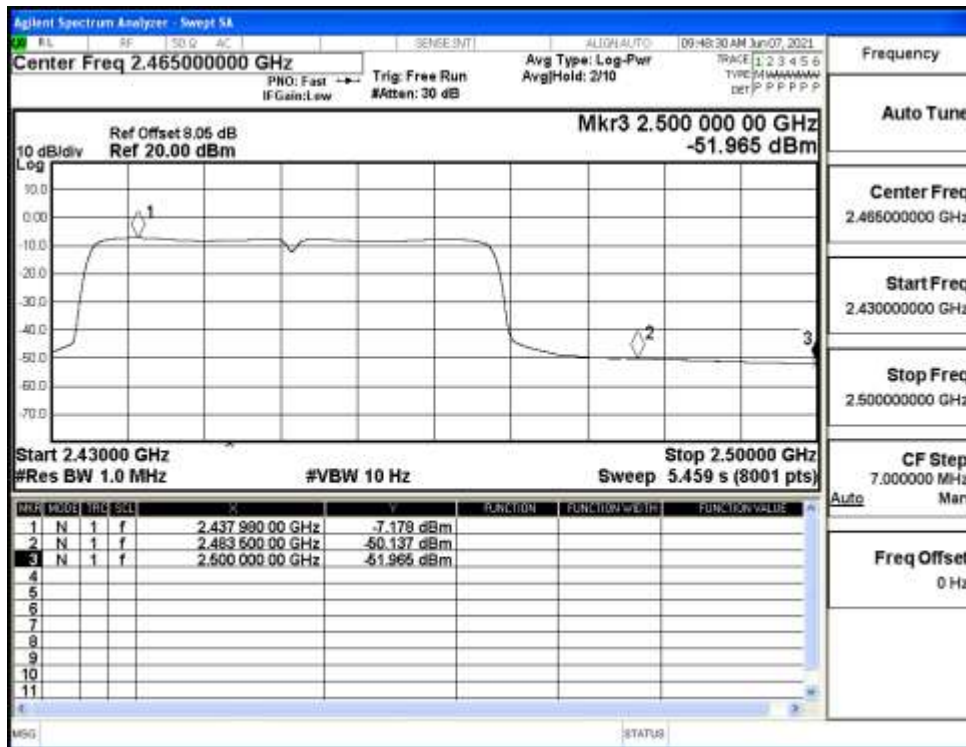 Agilent Spectrum Analyzer - Swept SA
RL RF 50 Ω AC SENSE:INT ALIGN AUTO 09:48:30 AM Jun 07, 2021
Center Freq 2.465000000 GHz
PNO: Fast
IFGain:Low
Trig: Free Run
#Atten: 30 dB
Avg Type: Log-Pwr
Avg|Hold: 2/10
TRACE 1 2 3 4 5 6
TYPE M WWWWW
DET P P P P P P
Ref Offset 8.05 dB
10 dB/div Ref 20.00 dBm
Log
Mkr3 2.500 000 00 GHz
-51.965 dBm
10.0
0.00
-10.0
-20.0
-30.0
-40.0
-50.0
-60.0
-70.0
1
2
3
Start 2.43000 GHz Stop 2.50000 GHz
#Res BW 1.0 MHz #VBW 10 Hz Sweep 5.459 s (8001 pts)
MKR MODE TRC SCL X Y FUNCTION FUNCTION WIDTH FUNCTION VALUE
1 N 1 f 2.437 980 00 GHz -7.178 dBm
2 N 1 f 2.483 500 00 GHz -50.137 dBm
3 N 1 f 2.500 000 00 GHz -51.965 dBm
4
5
6
7
8
9
10
11
MSG STATUS
Frequency
Auto Tune
Center Freq
2.465000000 GHz
Start Freq
2.430000000 GHz
Stop Freq
2.500000000 GHz
CF Step
7.000000 MHz
Auto Man
Freq Offset
0 Hz